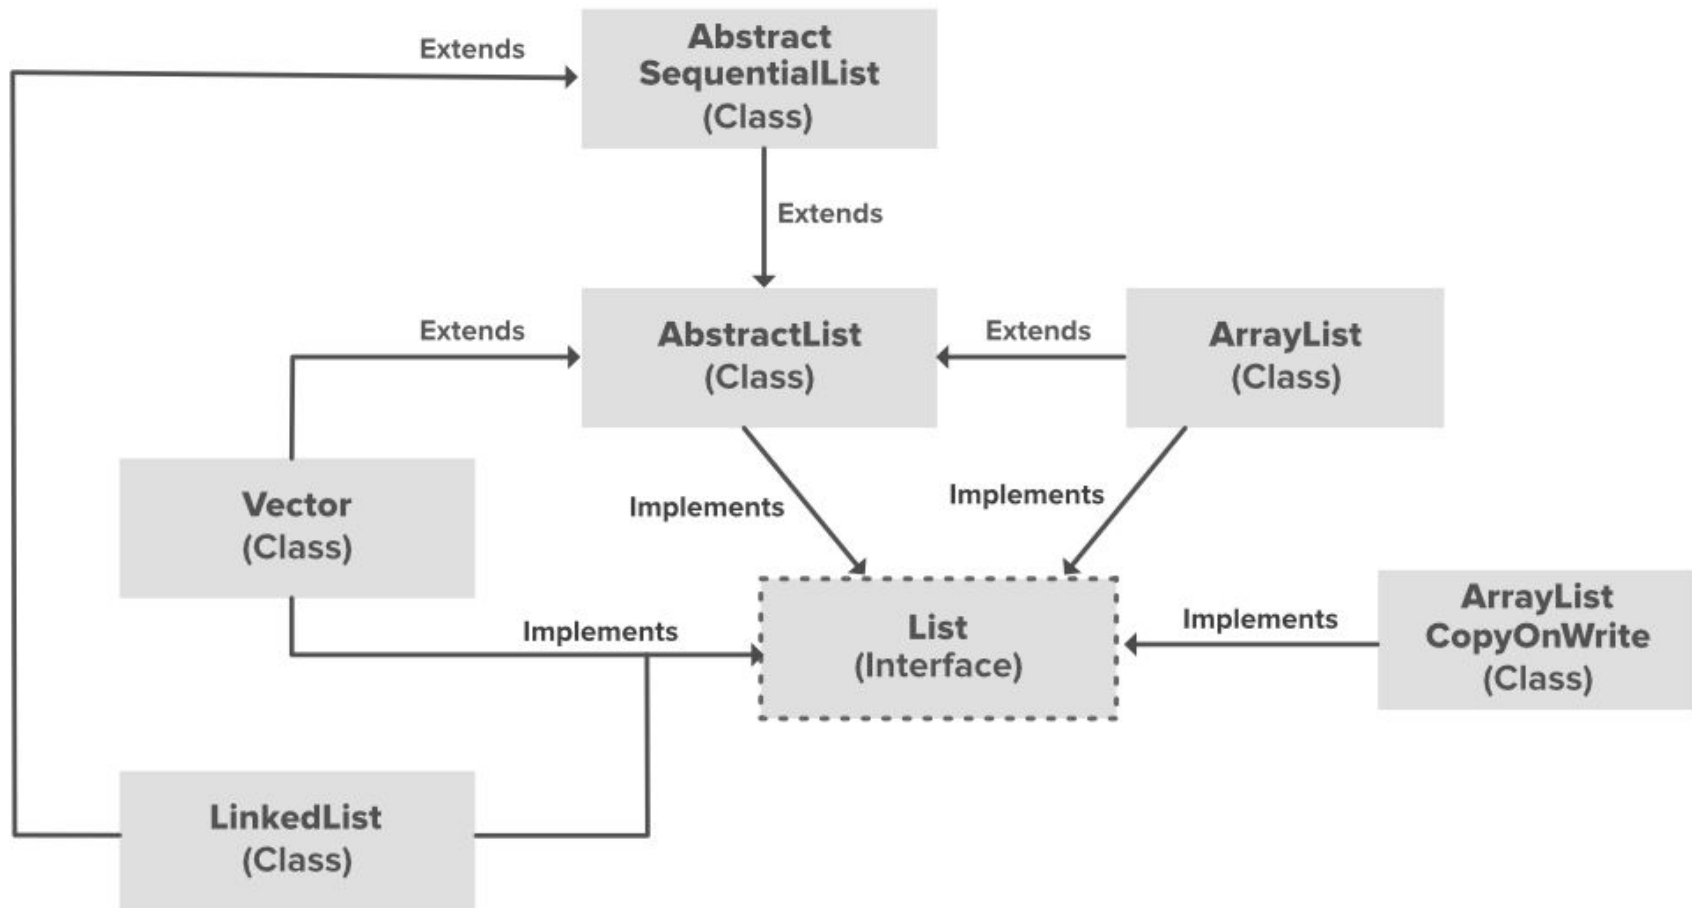 Extends
Abstract
SequentialList
(Class)
Extends
Extends
AbstractList
(Class)
Extends
ArrayList
(Class)
Vector
(Class)
Implements
Implements
Implements
List
(Interface)
Implements
ArrayList
CopyOnWrite
(Class)
LinkedList
(Class)